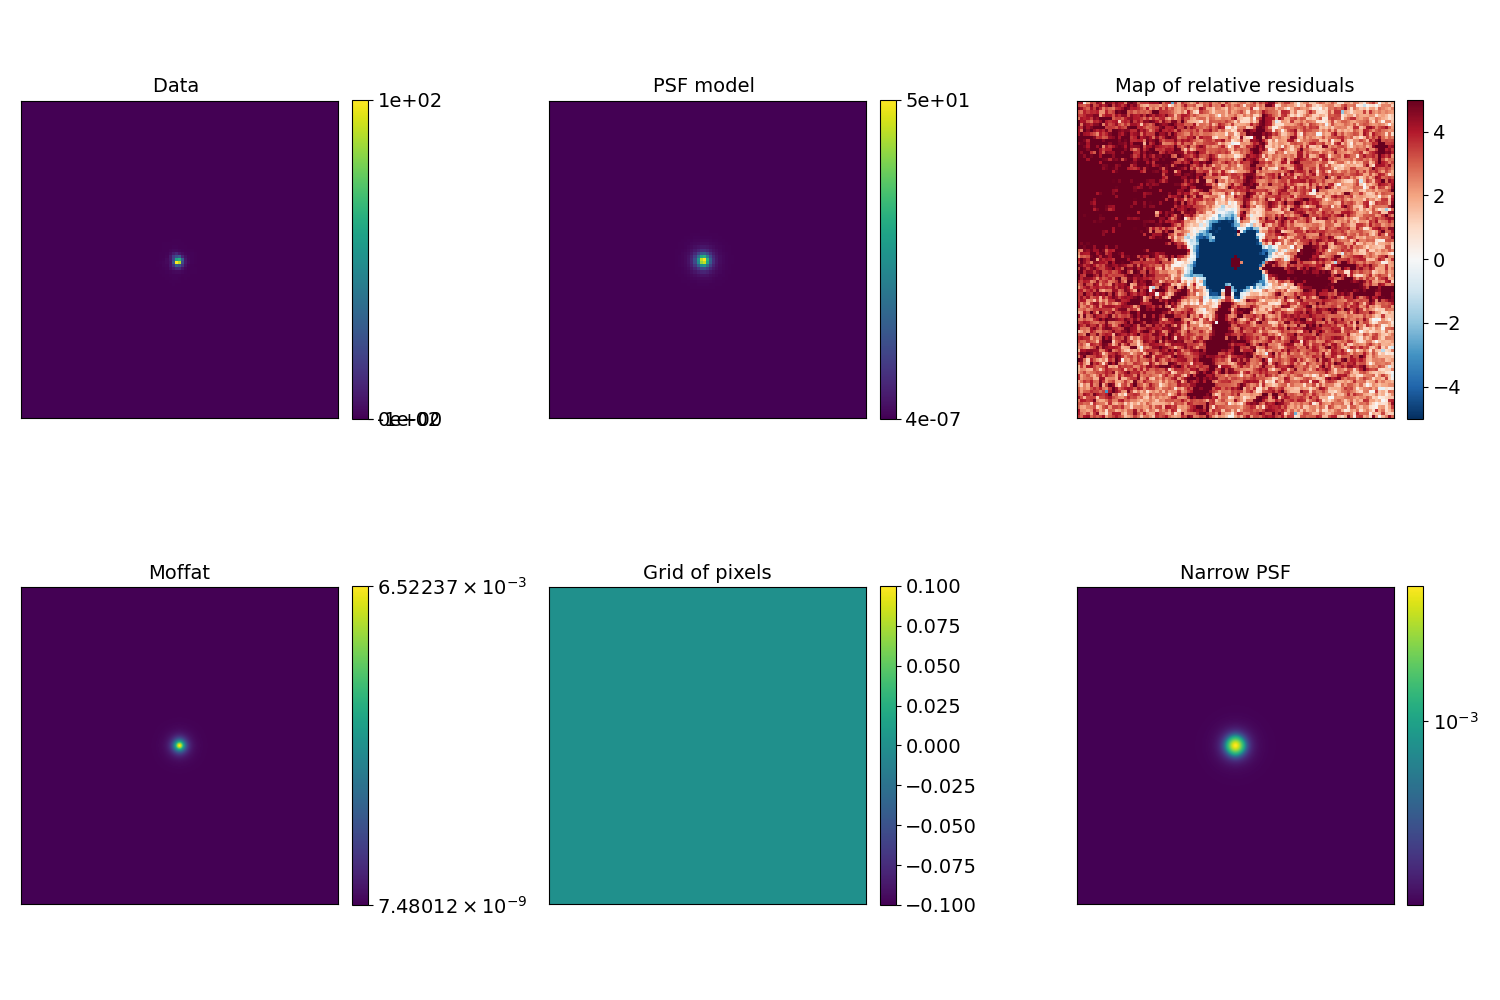 Data
1e+02
PSF model
5e+01
4e-07
Map of relative residuals
4
2
0
−2
−4
Moffat
6.52237 × 10⁻³
7.48012 × 10⁻⁹
Grid of pixels
0.100
0.075
0.050
0.025
0.000
−0.025
−0.050
−0.075
−0.100
Narrow PSF
10⁻³